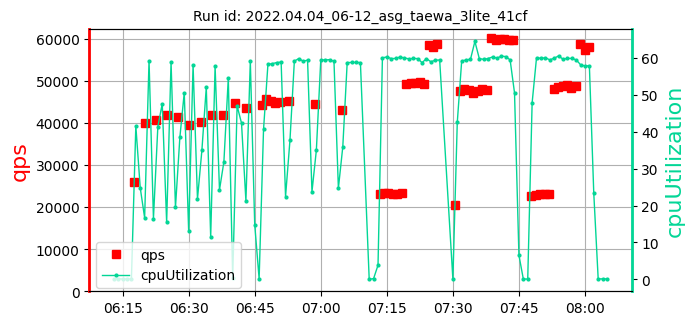 Run id: 2022.04.04_06-12_asg_taewa_3lite_41cf
60000
50000
40000
30000
20000
10000
0
qps
60
50
40
30
20
10
0
cpuUtilization
qps
cpuUtilization
06:15 06:30 06:45 07:00 07:15 07:30 07:45 08:00